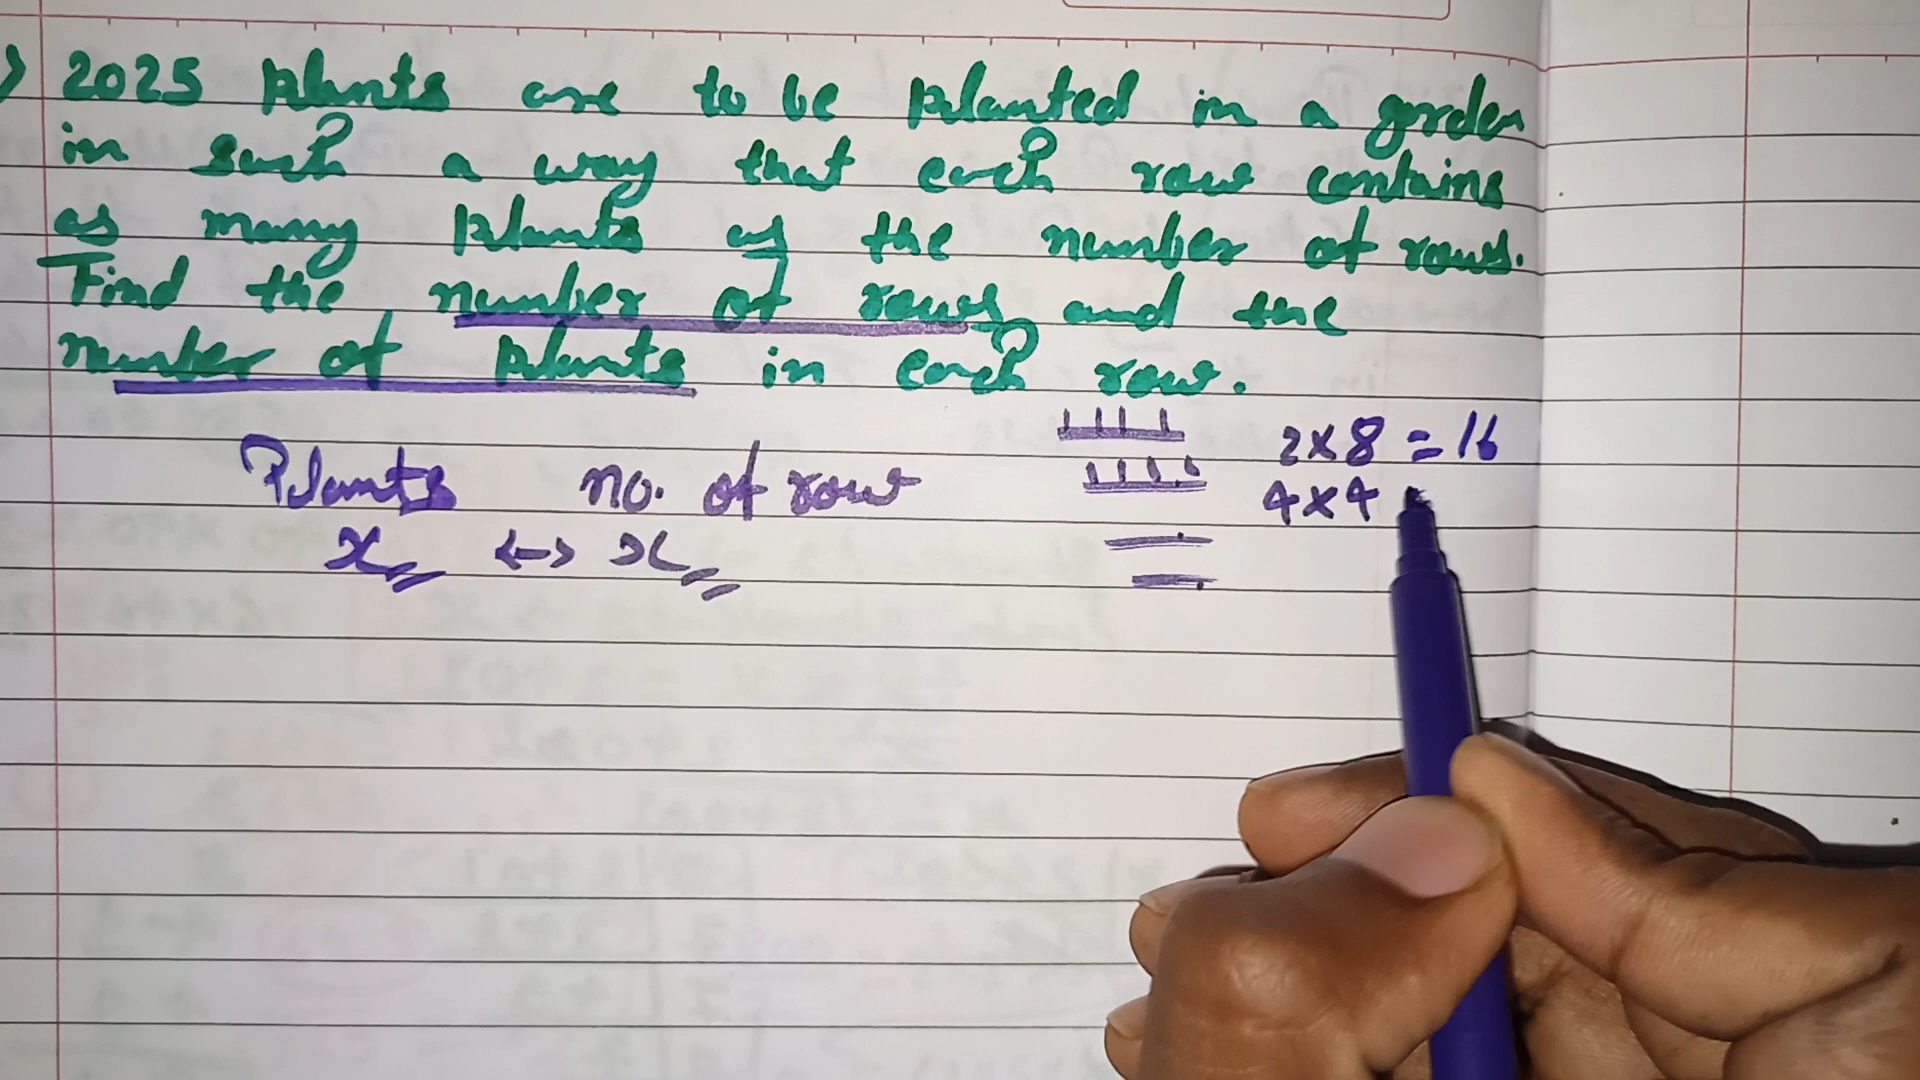 2025 plants are to be planted in a garden
in such a way that each row contains
as many plants as the number of rows.
Find the number of rows and the
number of plants in each row.
Plants no. of row
x ↔ x
2×8 = 16
4×4